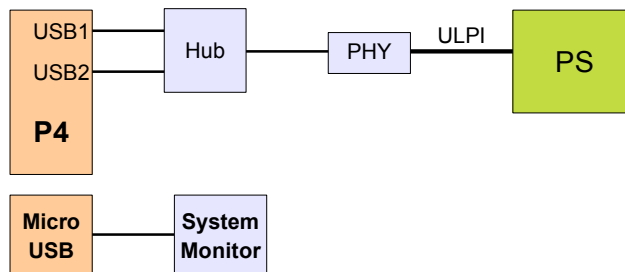 USB1
USB2
P4
Hub
PHY
ULPI
PS
Micro
USB
System
Monitor